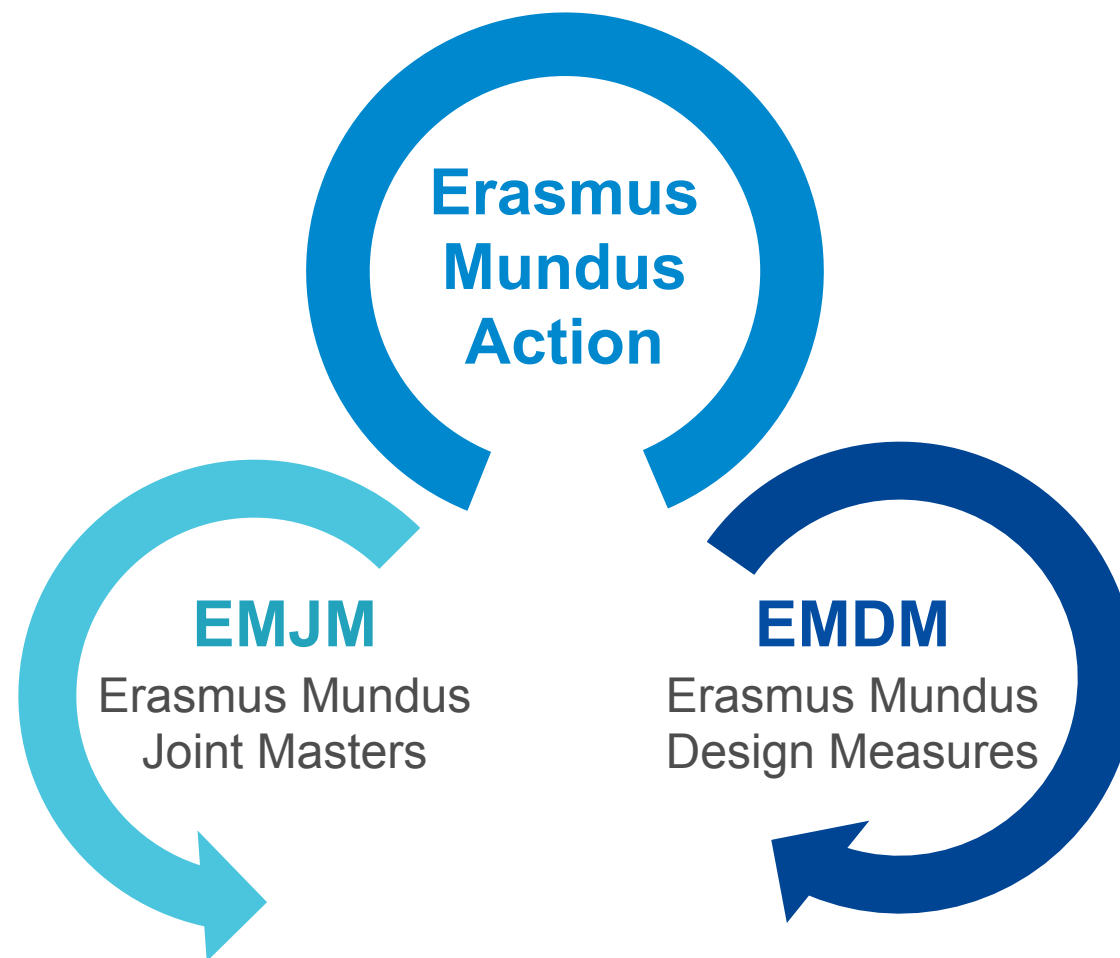 Erasmus
Mundus
Action
EMJM
Erasmus Mundus
Joint Masters
EMDM
Erasmus Mundus
Design Measures